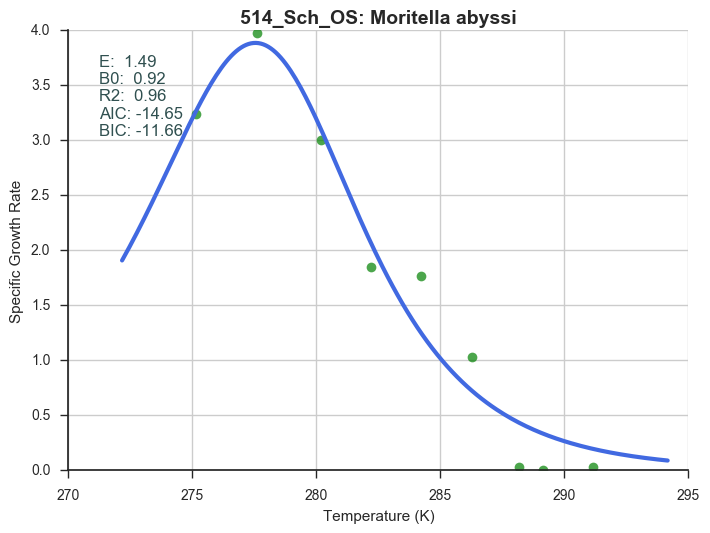 514_Sch_OS: Moritella abyssi
E: 1.49
B0: 0.92
R2: 0.96
AIC: -14.65
BIC: -11.66
Specific Growth Rate
4.0
3.5
3.0
2.5
2.0
1.5
1.0
0.5
0.0
270 275 280 285 290 295
Temperature (K)